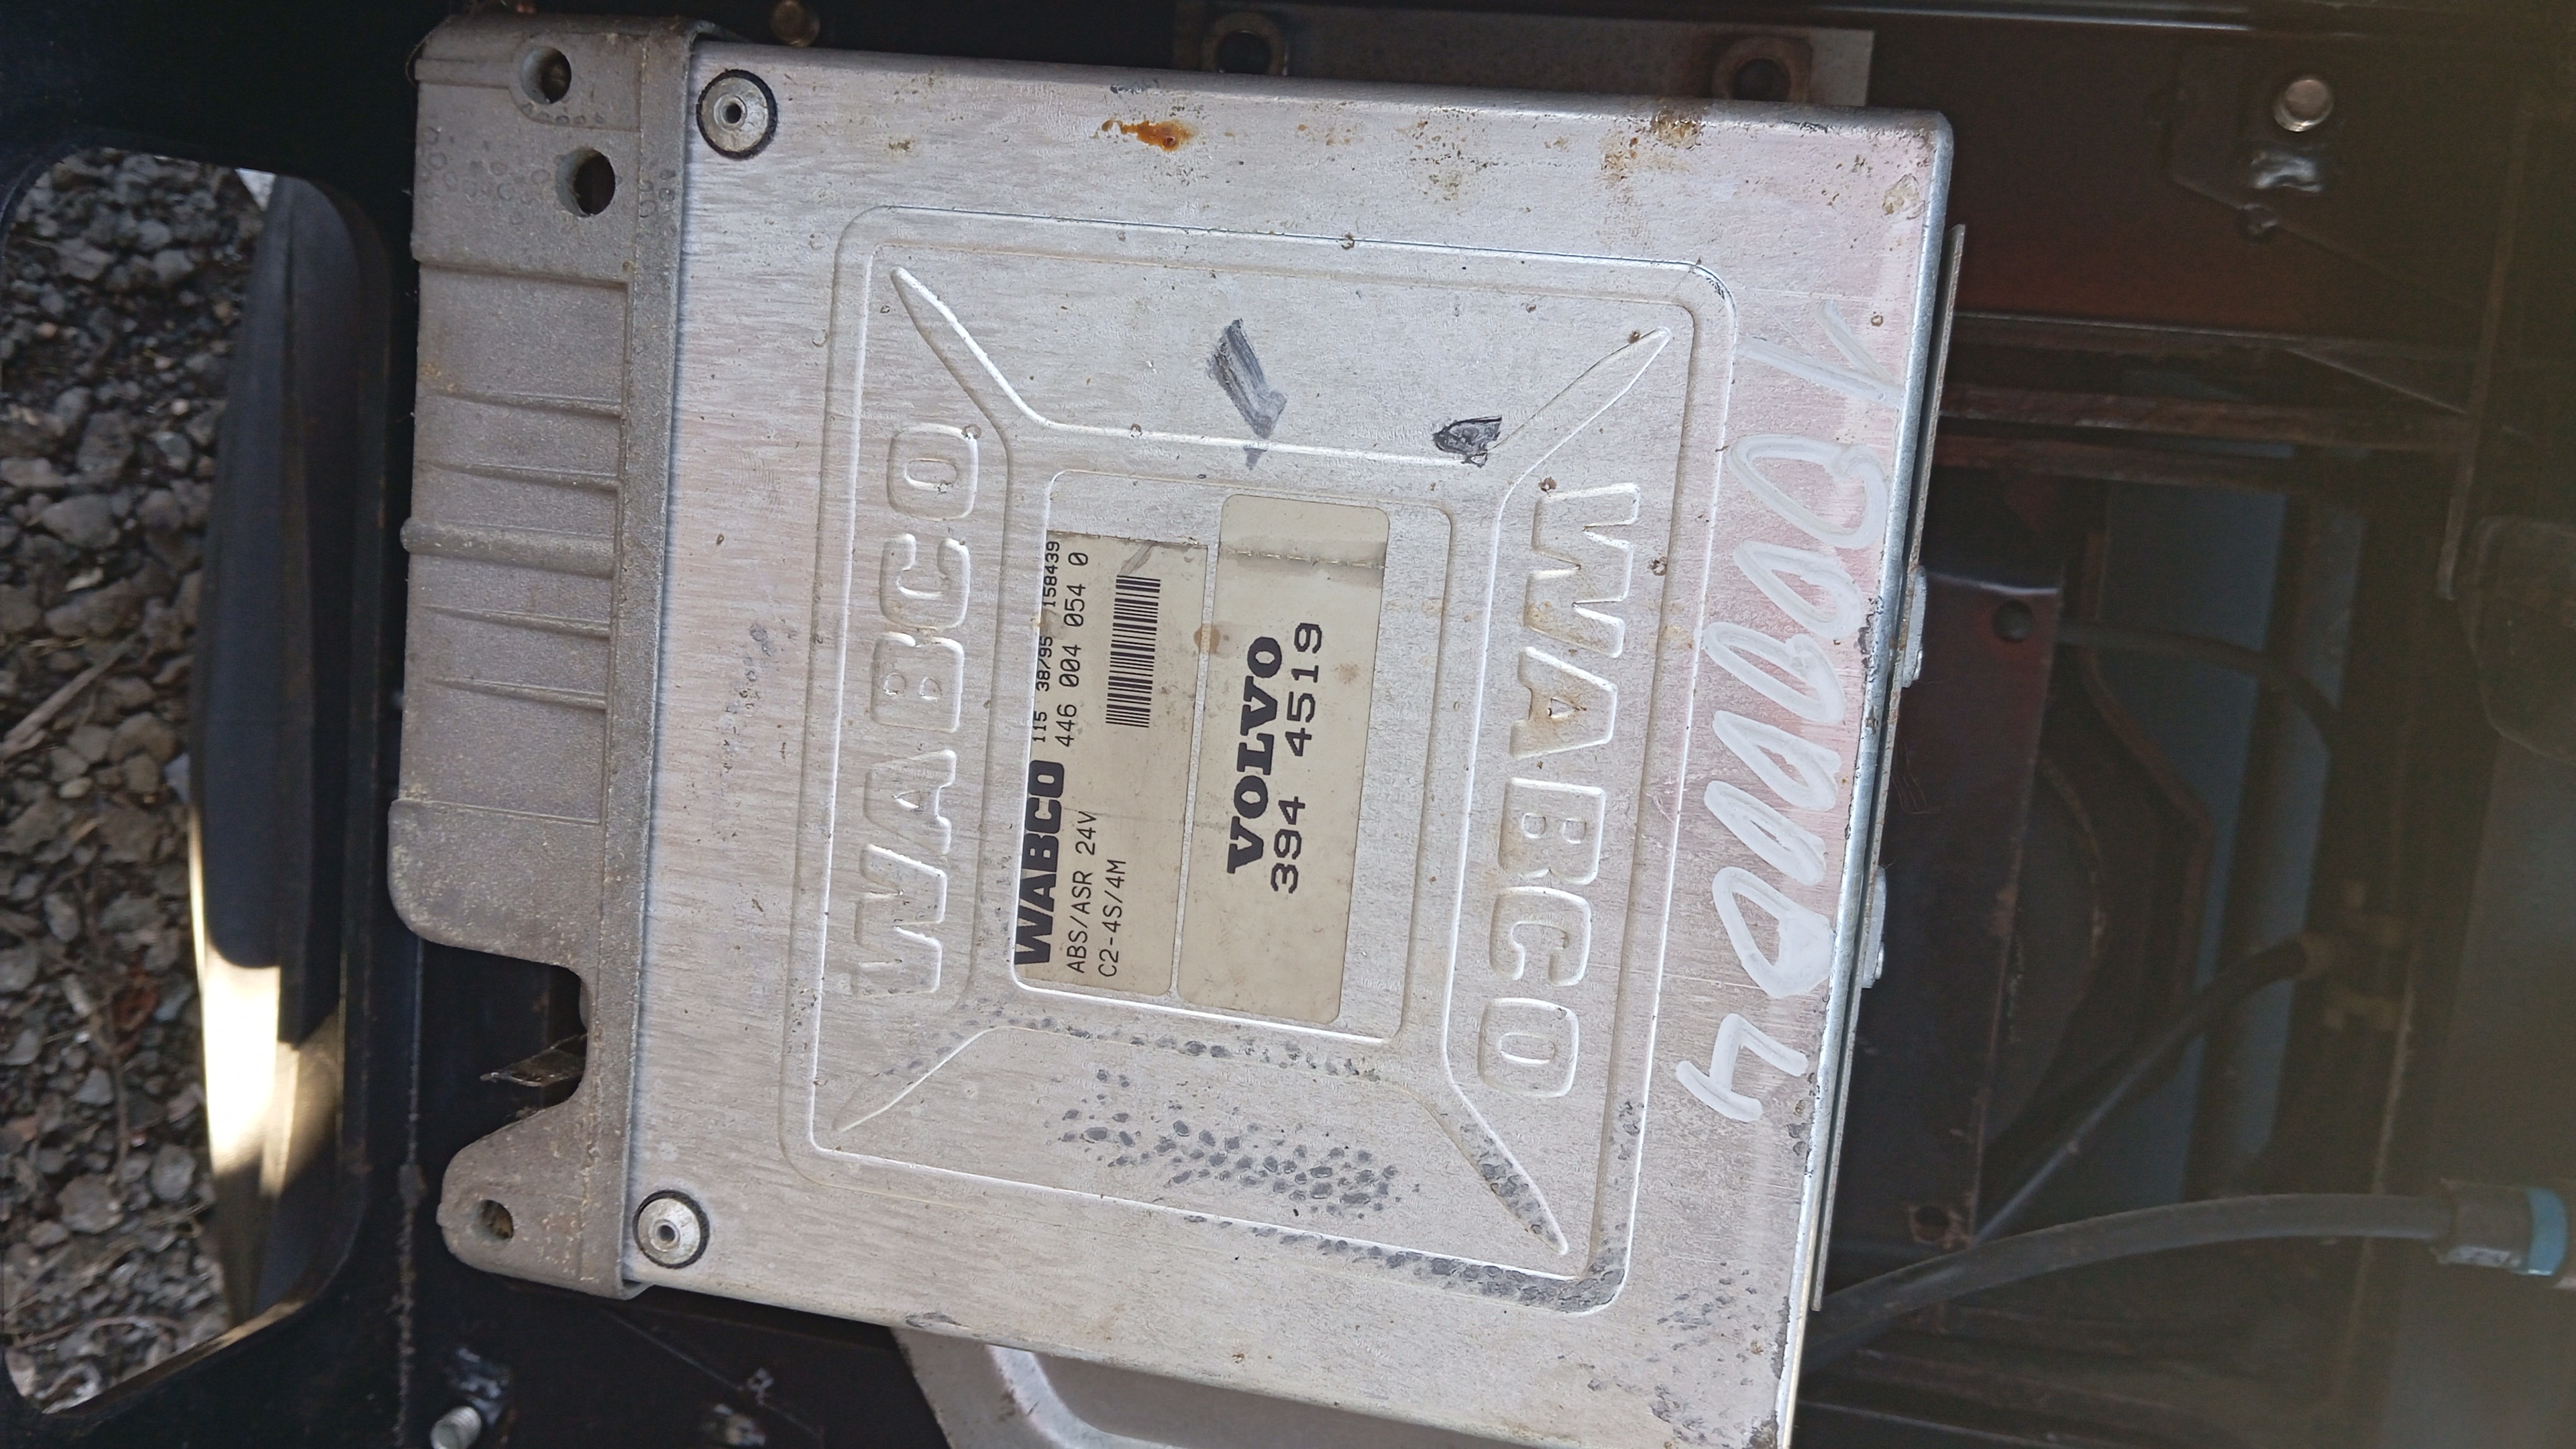 WABCO
WABCO 115 38/95 158439
446 004 054 0
ABS/ASR 24V
C2-4S/4M
VOLVO
394 4519
WABCO